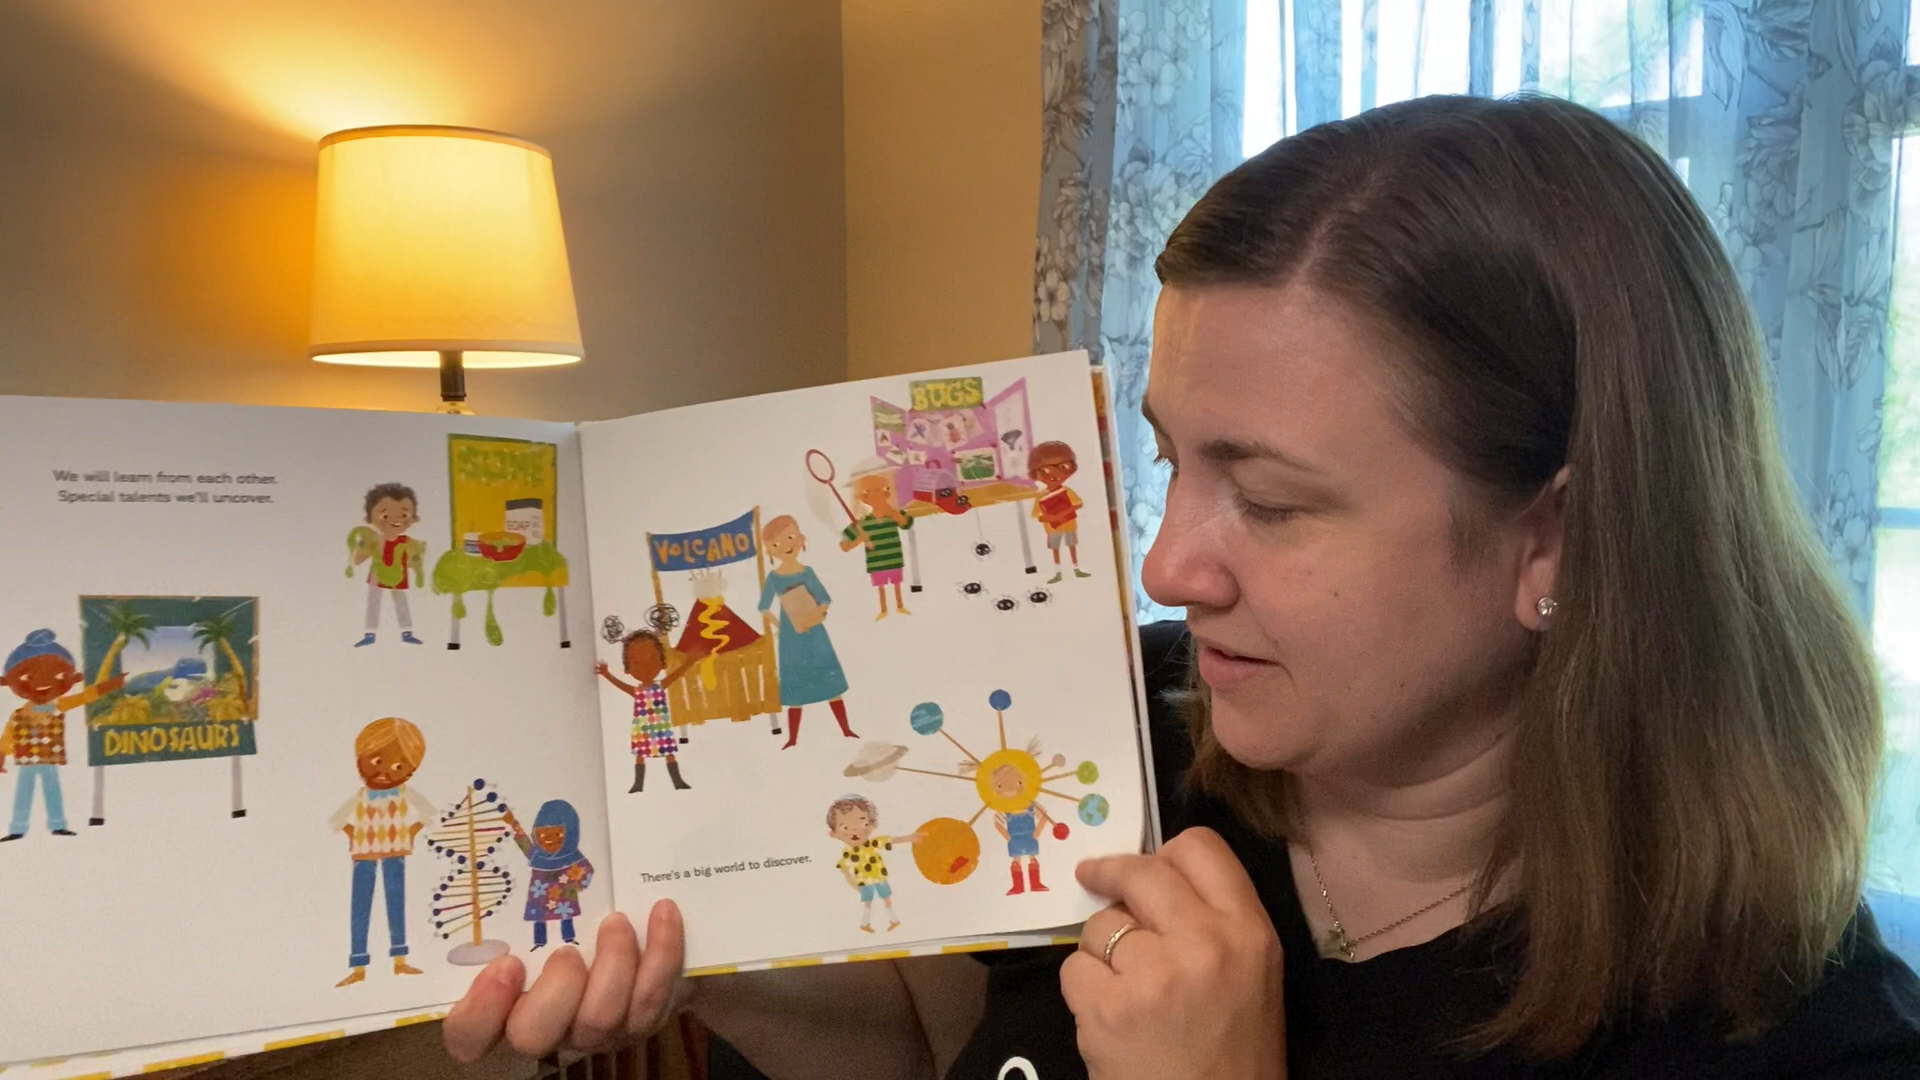 We will learn from each other.
Special talents we'll uncover.
SOAP
DINOSAURS
VOLCANO
BUGS
There's a big world to discover.